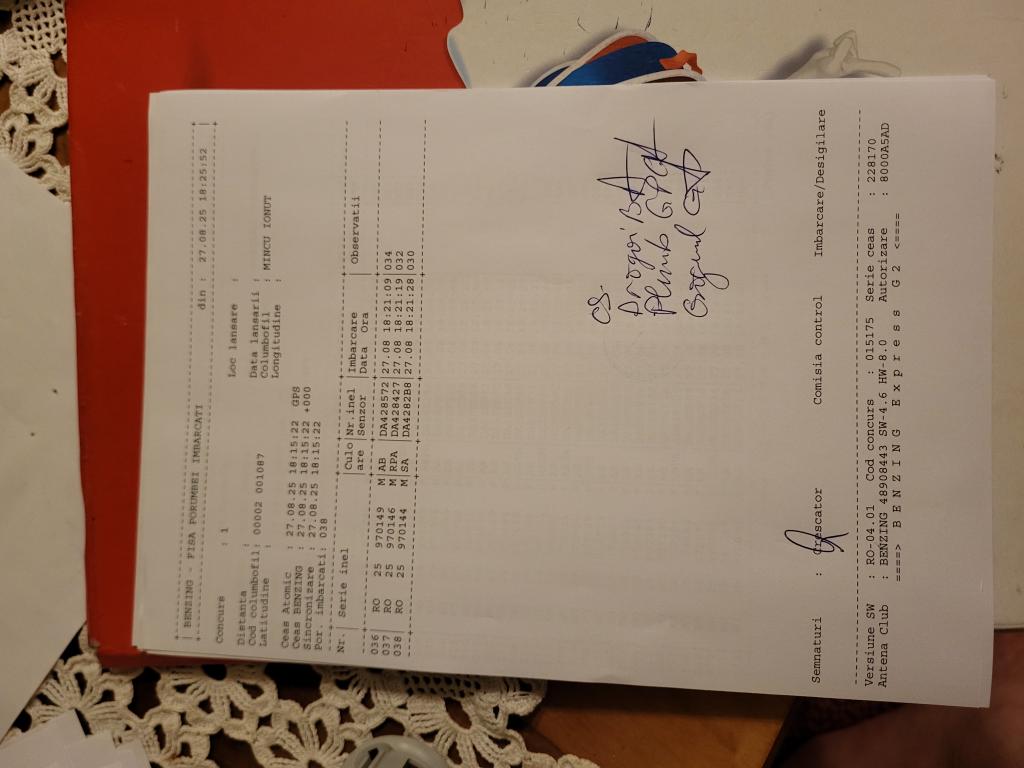 | BENZING - FISA PORUMBEI IMBARCATI din : 27.08.25 18:25:52 |
Concurs : 1 Loc lansare :
Distanta : Data lansarii :
Cod columbofil: 00002 001087 Columbofil : MINCU IONUT
Latitudine : Longitudine :
Ceas Atomic : 27.08.25 18:15:22 GPS
Ceas BENZING : 27.08.25 18:15:22 +000
Sincronizare : 27.08.25 18:15:22
Por.imbarcati: 038
Nr.| Serie inel |Culo|Nr.inel |Imbarcare | Observatii
|are |Senzor |Data Ora |
036| RO 25 970149 M|AB |DA428572|27.08 18:21:09|034
037| RO 25 970146 M|RPA |DA428427|27.08 18:21:19|032
038| RO 25 970144 M|SA |DA4282B8|27.08 18:21:28|030
Semnaturi : Crescator Comisia control Imbarcare/Desigilare
Versiune SW : RO-04.01 Cod concurs : 015175 Serie ceas : 228170
Antena Club : BENZING 48908443 SW-4.6 HW-8.0 Autorizare : 8000A5AD
====> B E N Z I N G E x p r e s s G 2 <====